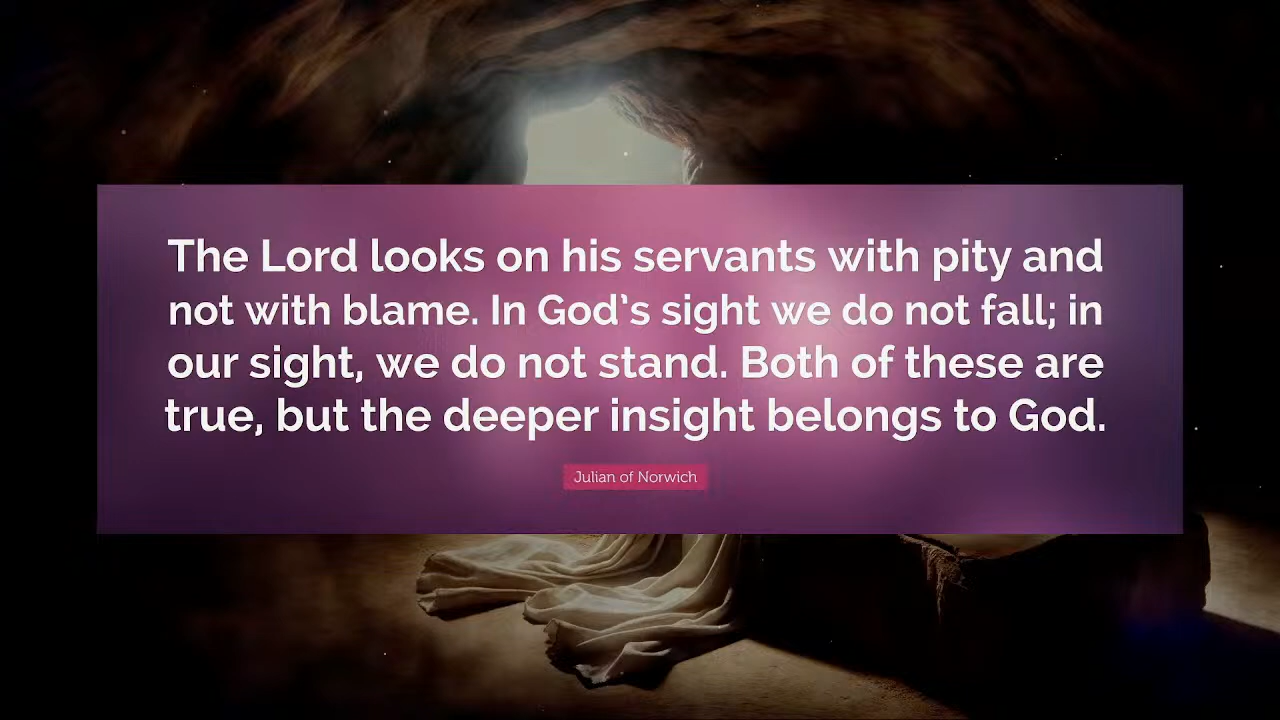 The Lord looks on his servants with pity and
not with blame. In God's sight we do not fall; in
our sight, we do not stand. Both of these are
true, but the deeper insight belongs to God.
Julian of Norwich